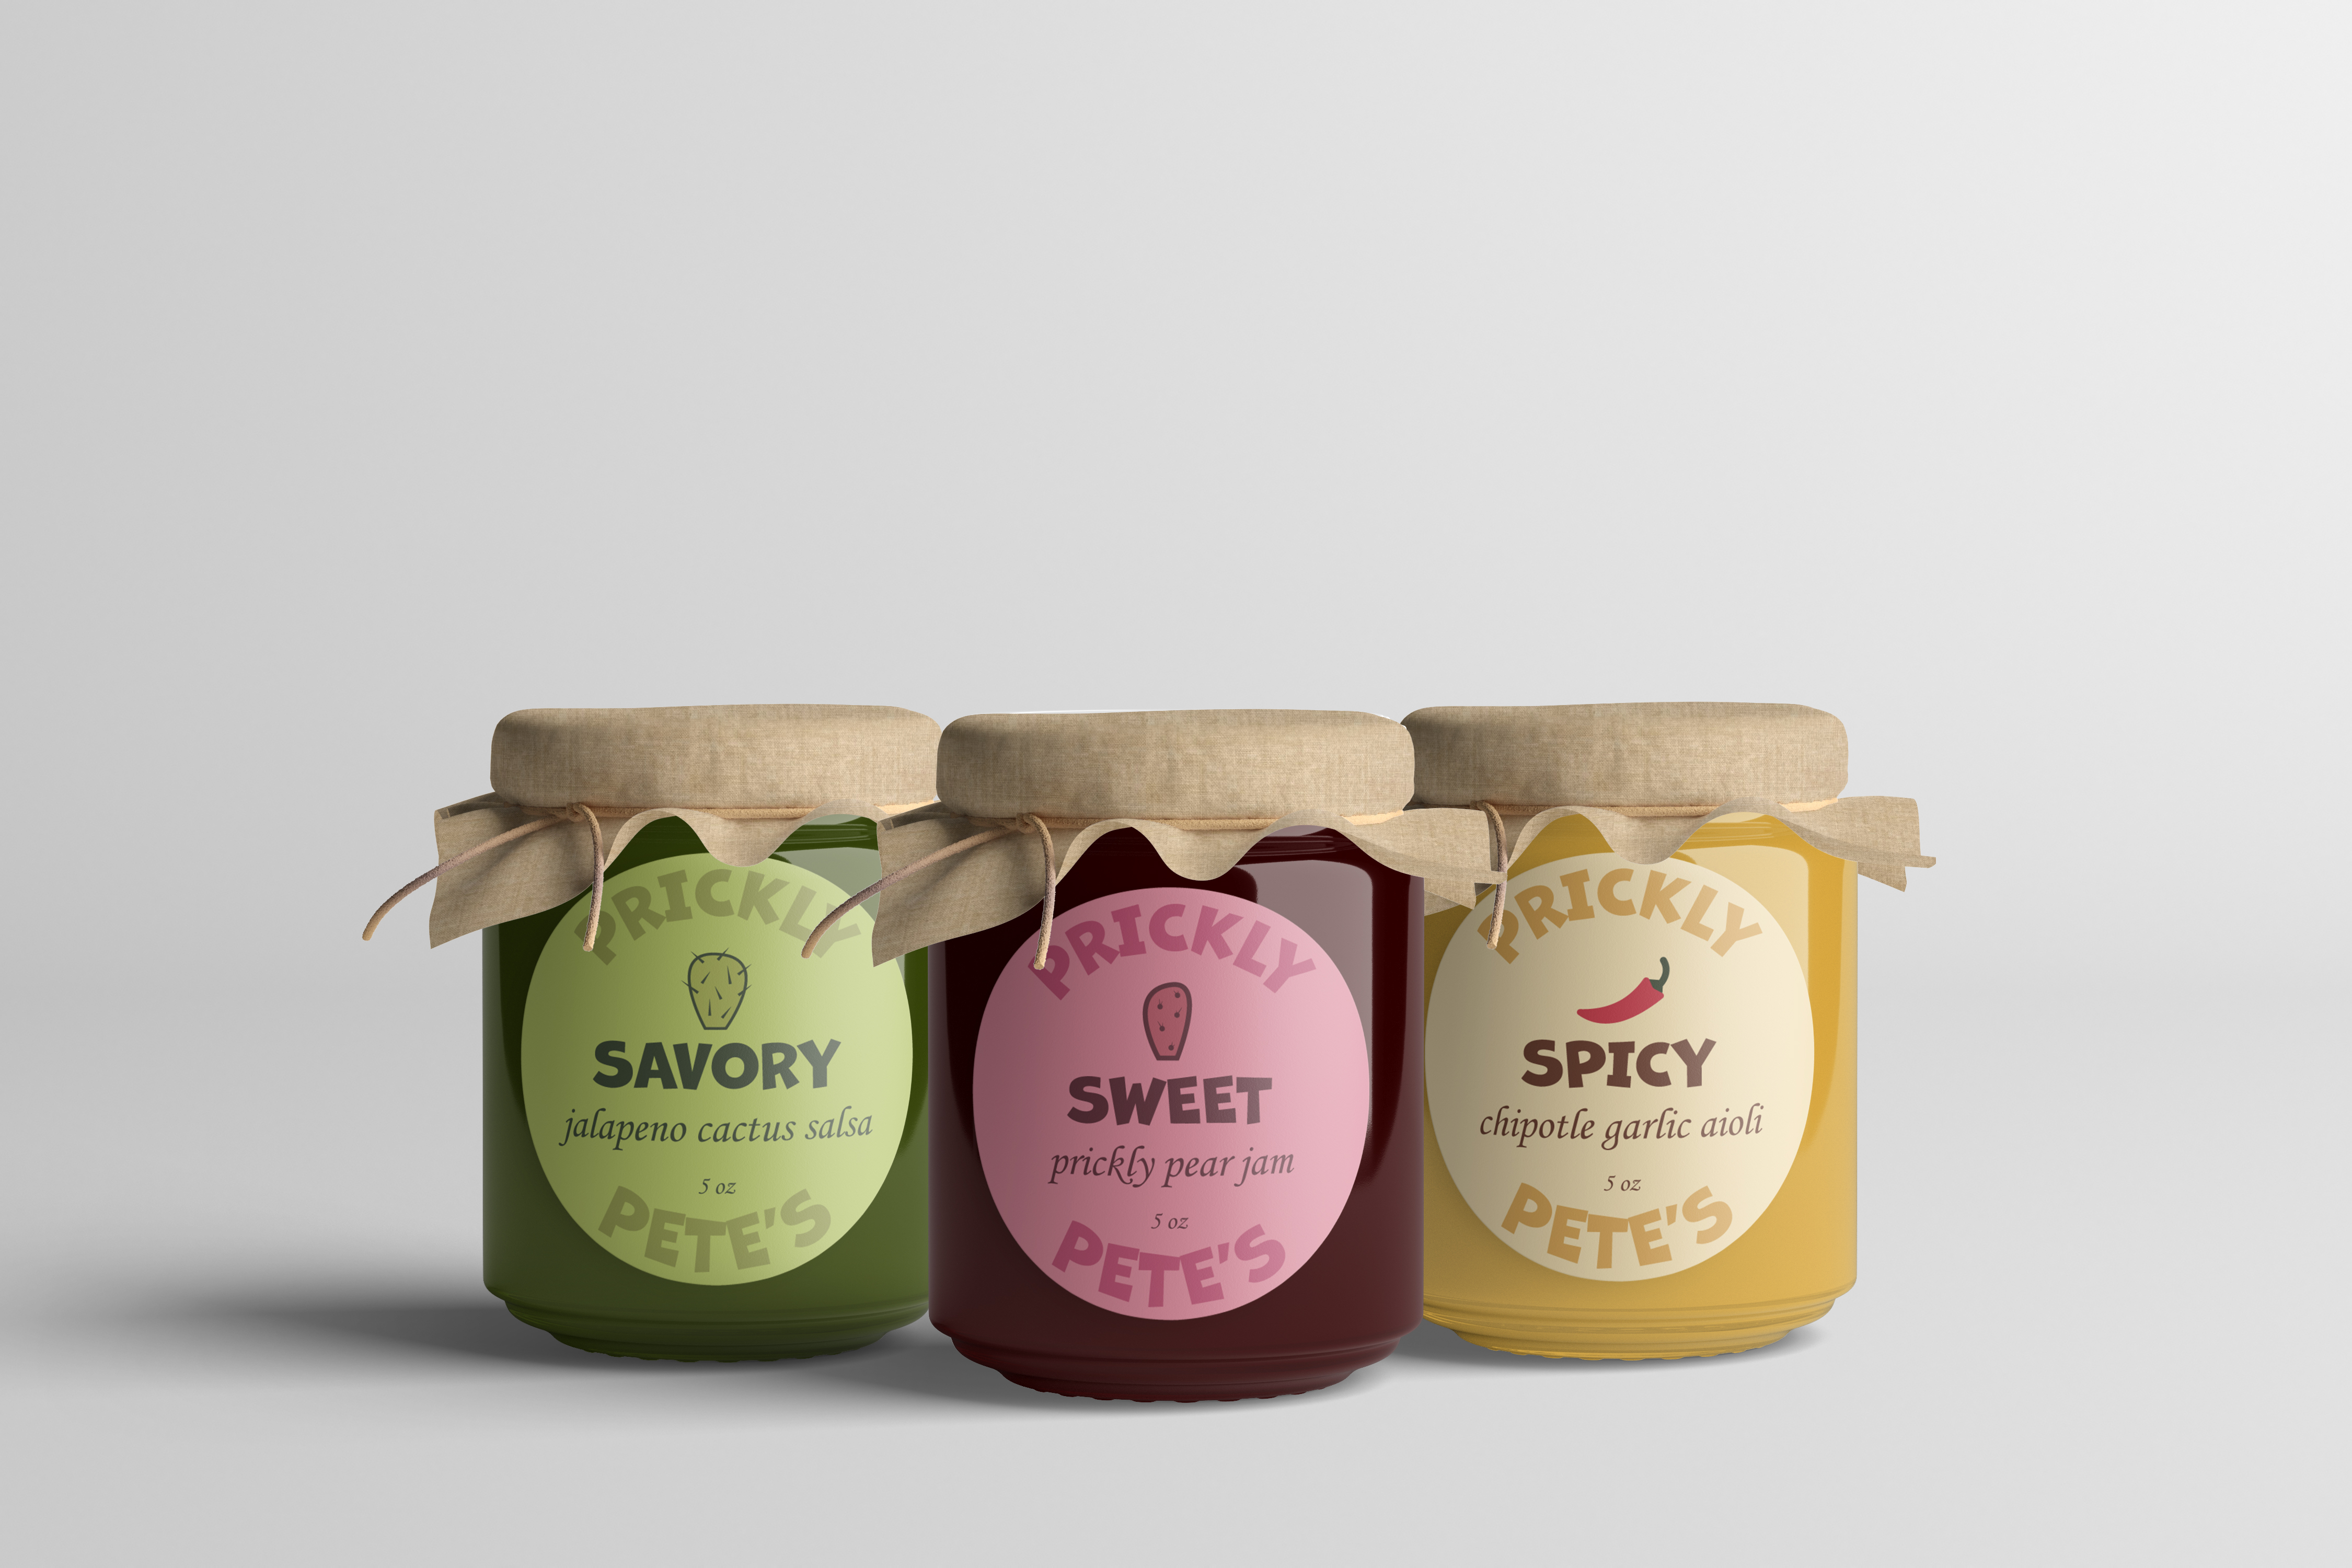 PRICKLY
SAVORY
jalapeno cactus salsa
5 oz
PETE'S
PRICKLY
SWEET
prickly pear jam
5 oz
PETE'S
PRICKLY
SPICY
chipotle garlic aioli
5 oz
PETE'S